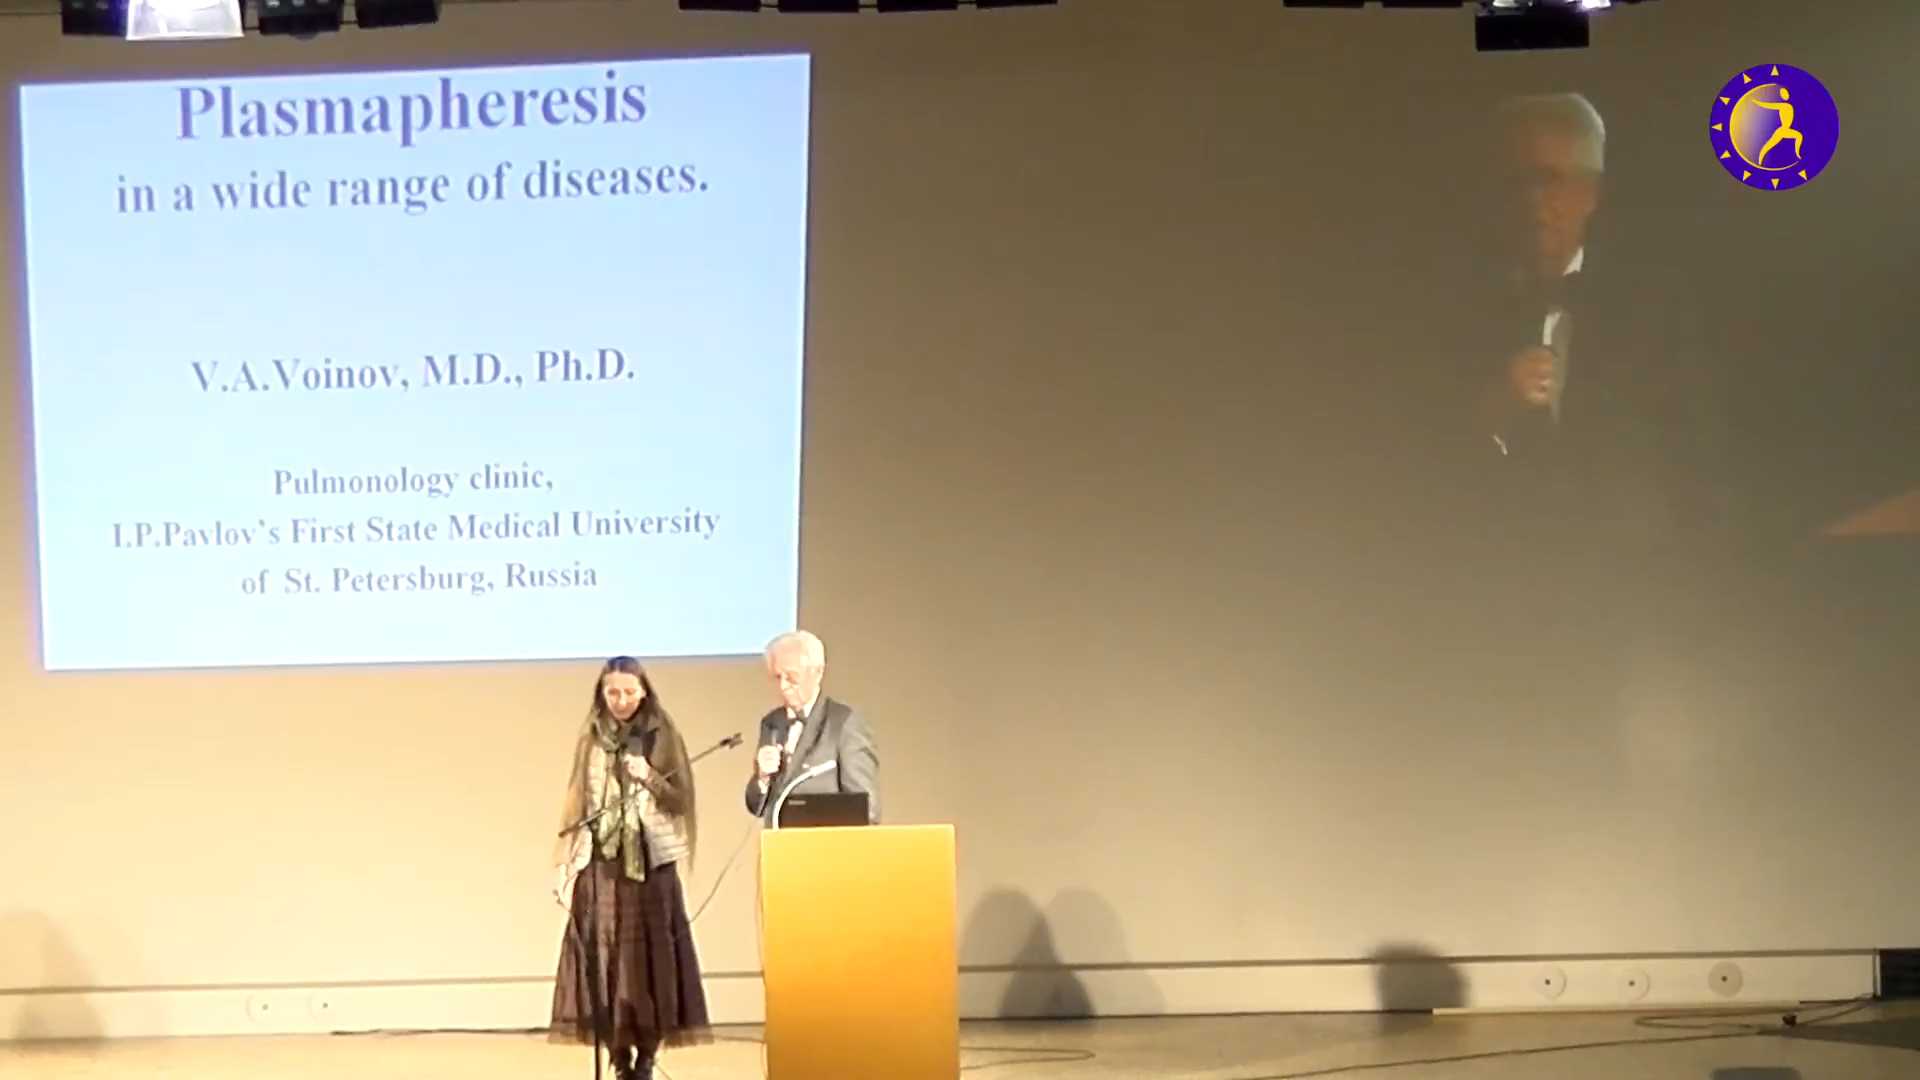 Plasmapheresis
in a wide range of diseases.
V.A.Voinov, M.D., Ph.D.
Pulmonology clinic,
I.P.Pavlov's First State Medical University
of St. Petersburg, Russia